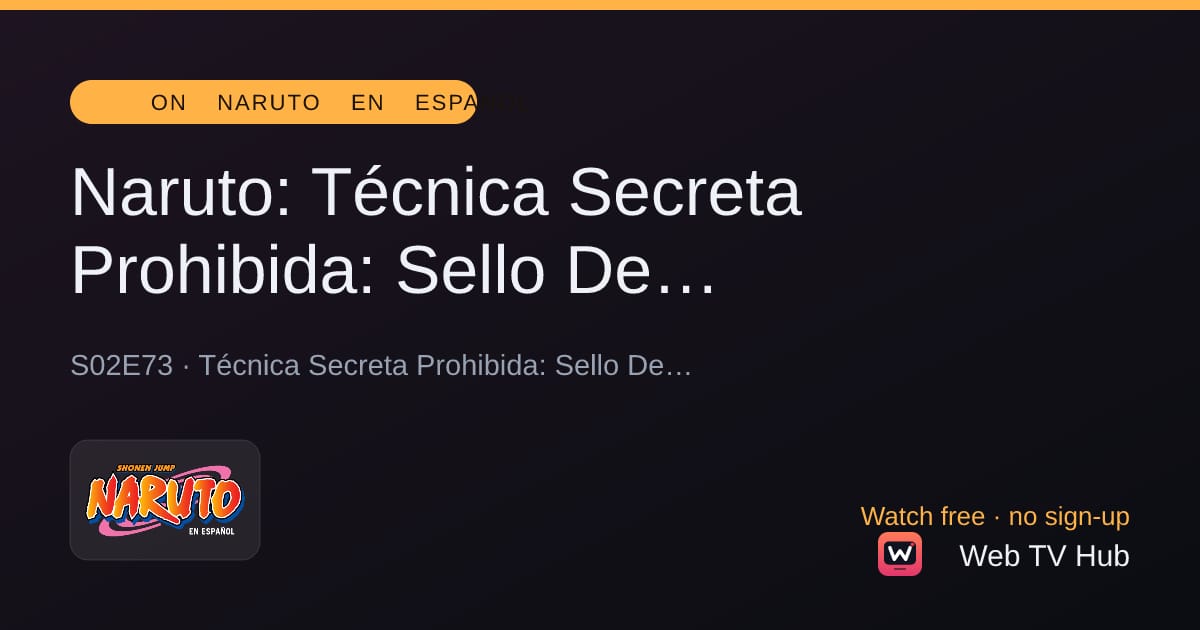 ON NARUTO EN ESPAÑOL
Naruto: Técnica Secreta
Prohibida: Sello De…
S02E73 · Técnica Secreta Prohibida: Sello De…
SHONEN JUMP
NARUTO
EN ESPAÑOL
Watch free · no sign-up
W
Web TV Hub